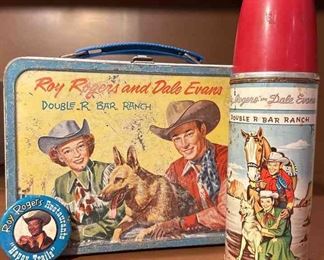 Roy Rogers and Dale Evans
DOUBLE R BAR RANCH
Rogers and Dale Evans
DOUBLE R BAR RANCH
Roy Rogers Restaurants
"Happy Trails"